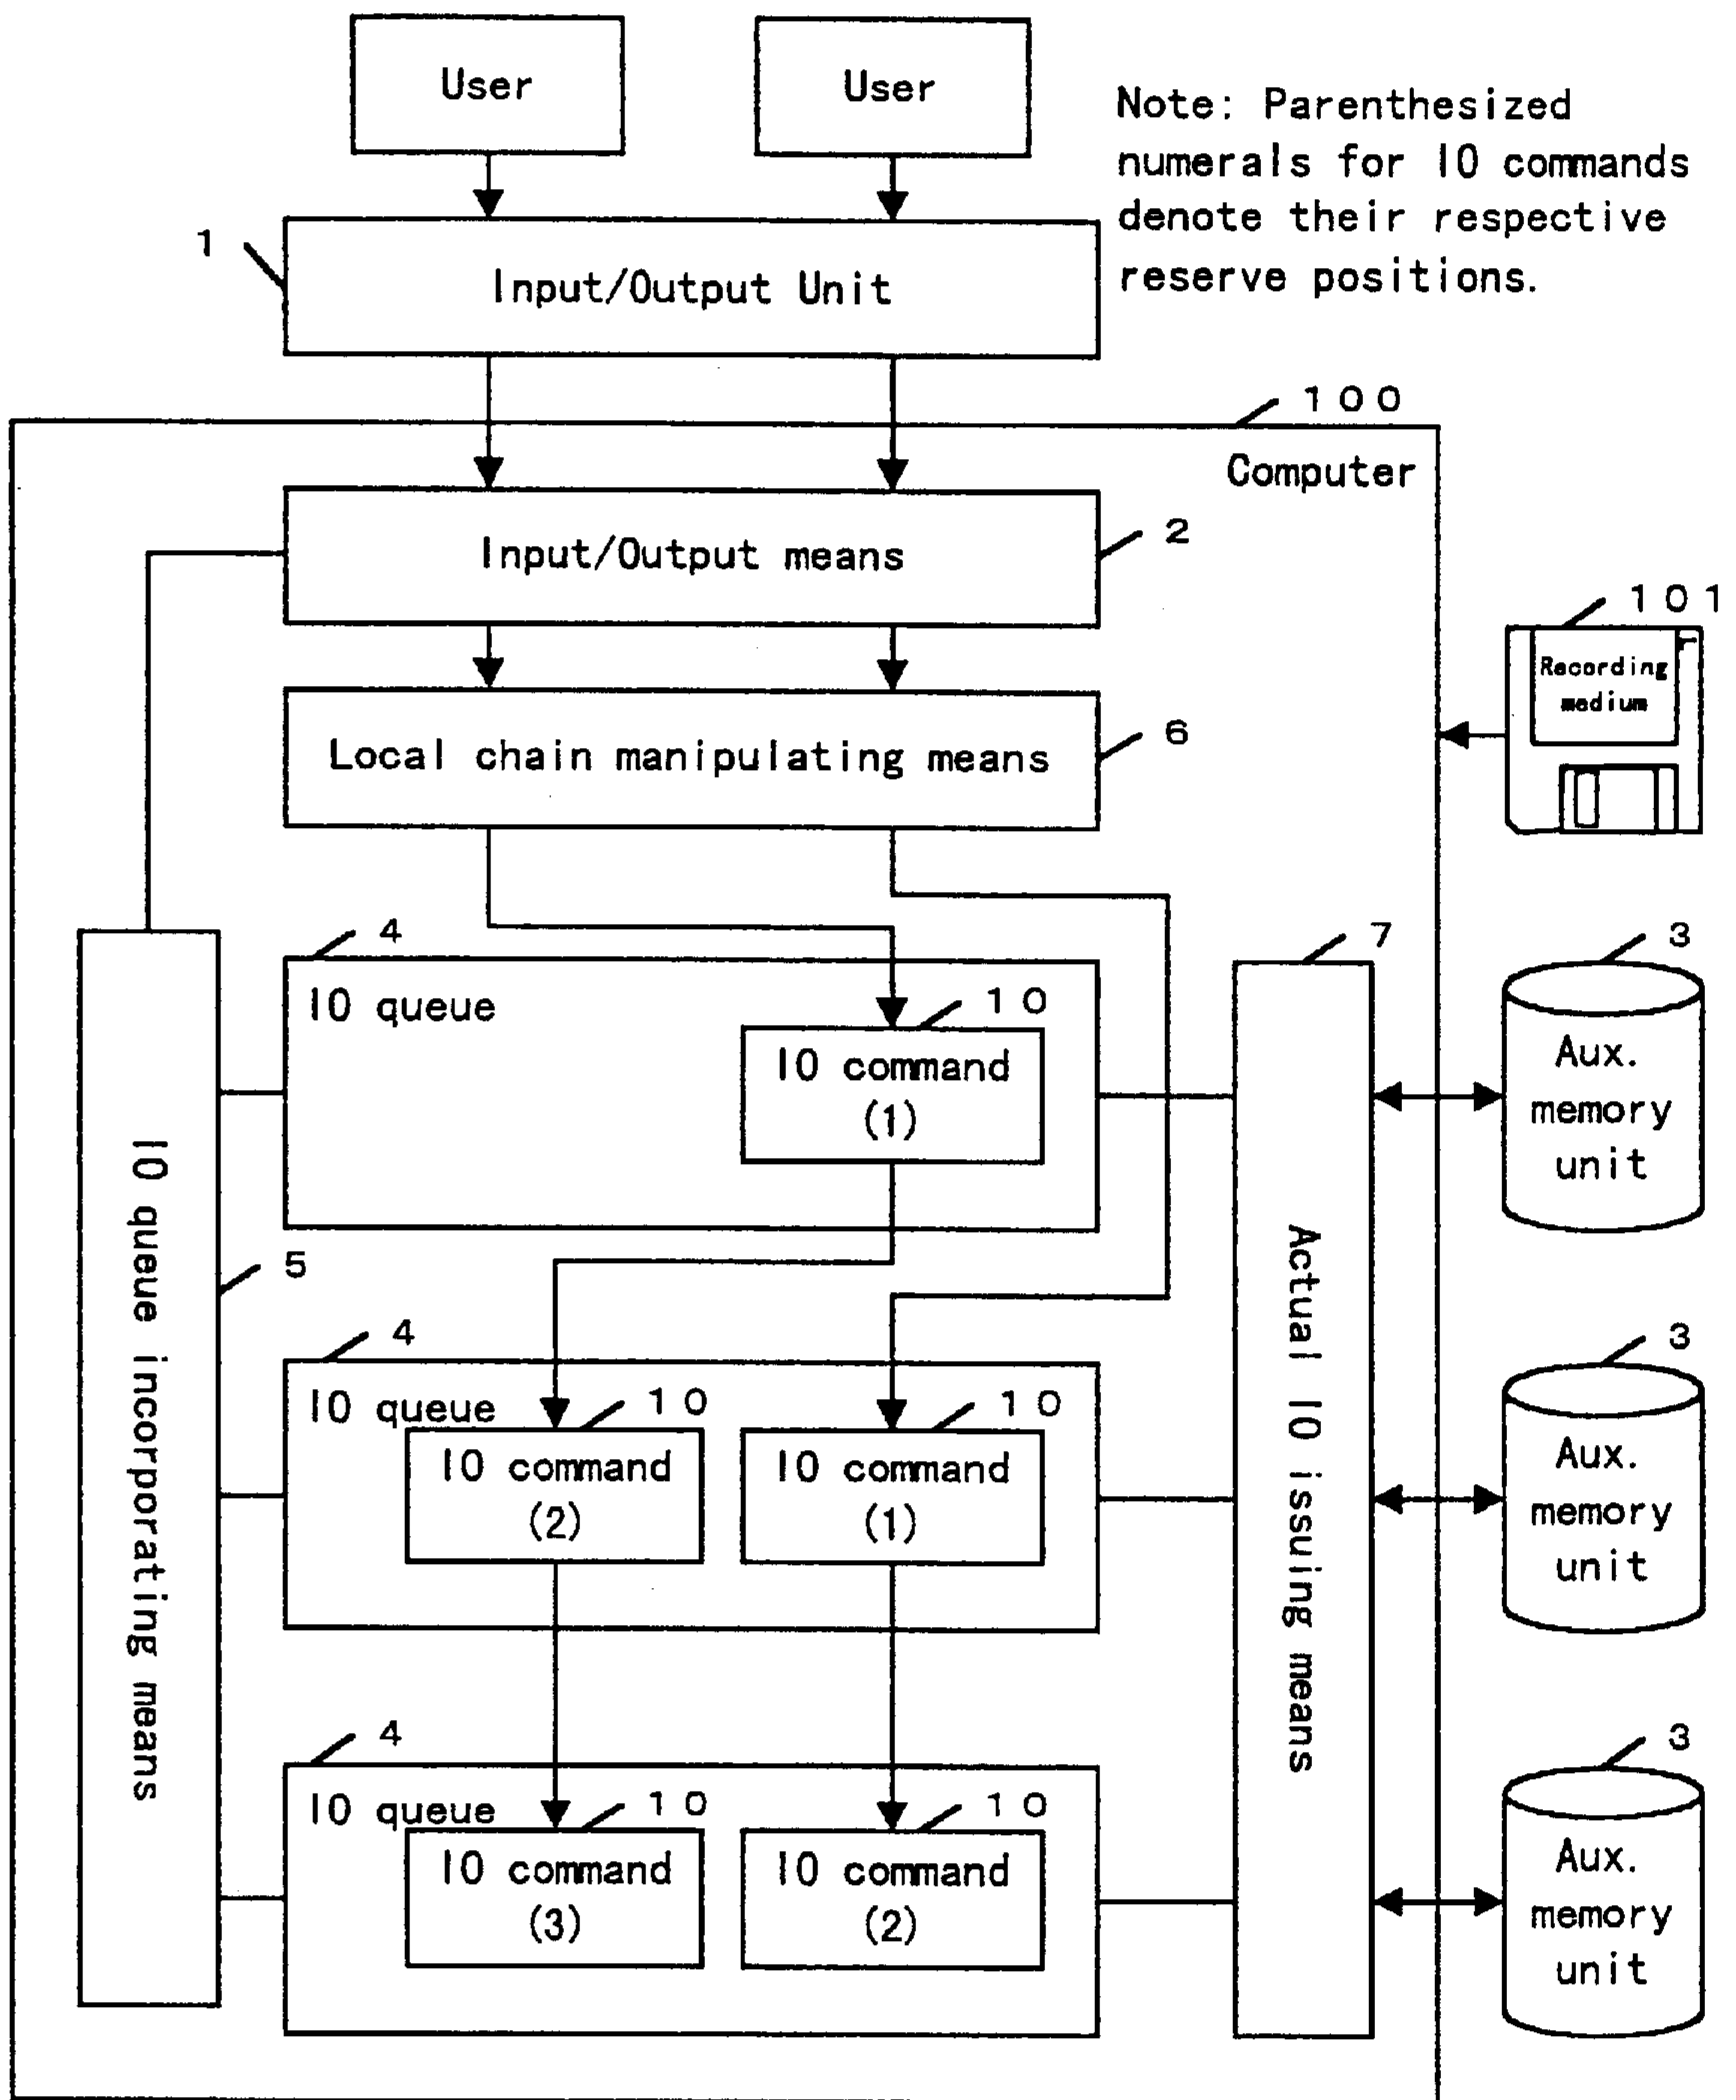 User
User
Note: Parenthesized
numerals for IO commands
denote their respective
reserve positions.
1
Input/Output Unit
100
Computer
Input/Output means
2
101
Recording
medium
Local chain manipulating means
6
4
7
3
IO queue
10
IO command
(1)
Aux.
memory
unit
IO queue incorporating means
5
Actual IO issuing means
4
3
IO queue
10
10
IO command
(2)
IO command
(1)
Aux.
memory
unit
4
3
IO queue
10
10
IO command
(3)
IO command
(2)
Aux.
memory
unit